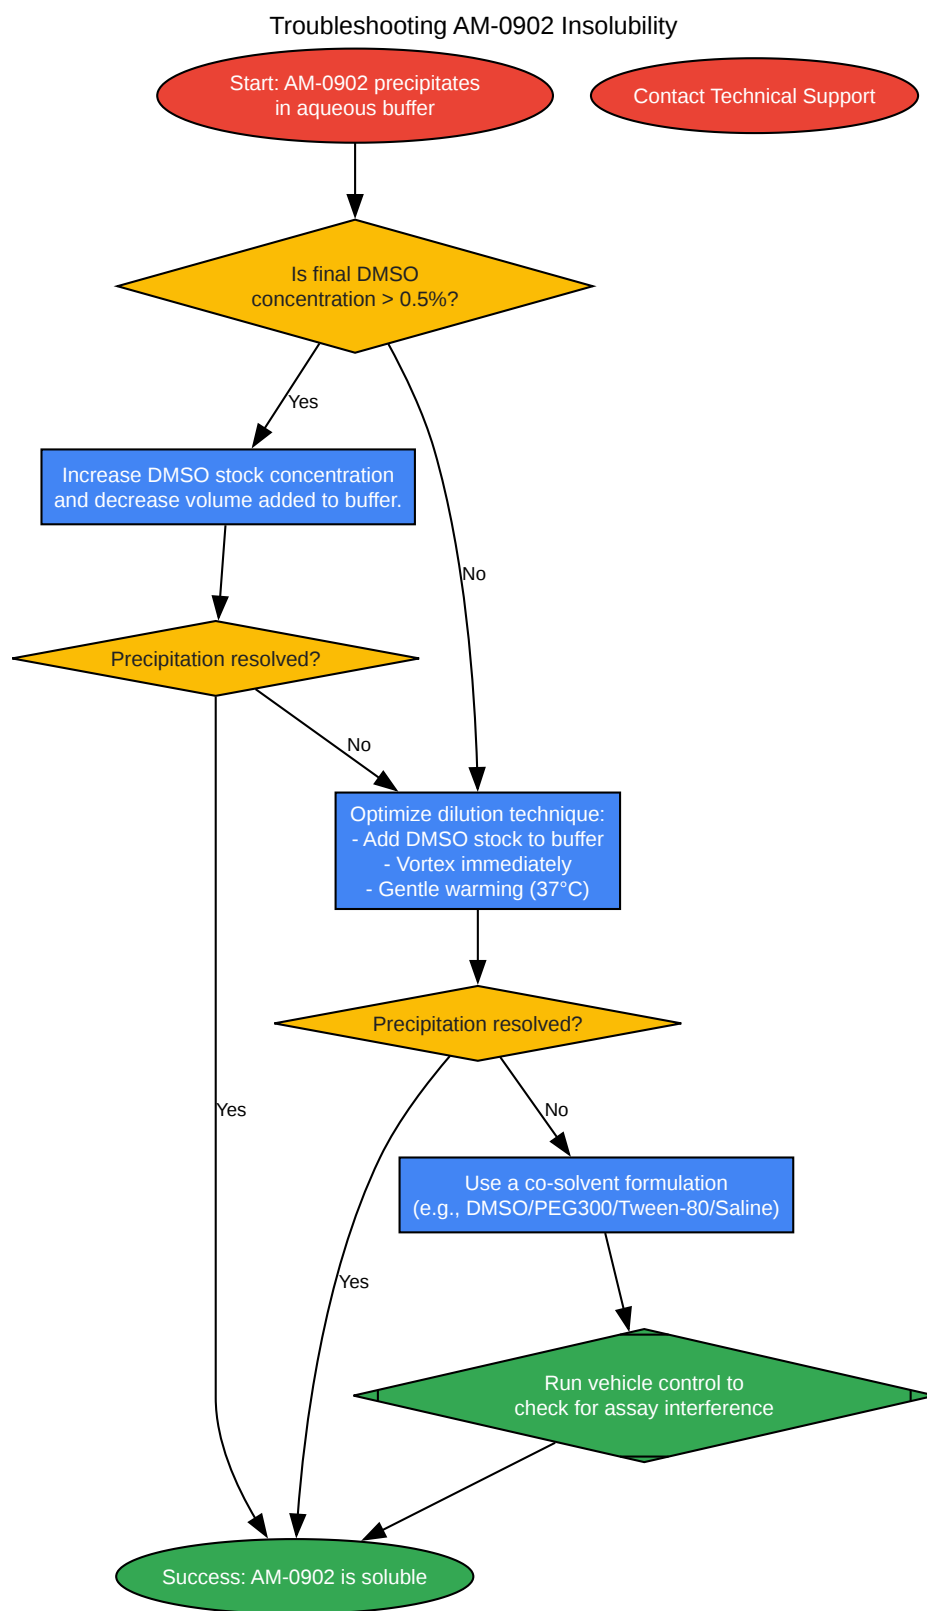 Troubleshooting AM-0902 Insolubility
Start: AM-0902 precipitates
in aqueous buffer
Contact Technical Support
Is final DMSO
concentration > 0.5%?
Yes
Increase DMSO stock concentration
and decrease volume added to buffer.
No
Precipitation resolved?
No
Optimize dilution technique:
- Add DMSO stock to buffer
- Vortex immediately
- Gentle warming (37°C)
Precipitation resolved?
Yes
No
Use a co-solvent formulation
(e.g., DMSO/PEG300/Tween-80/Saline)
Yes
Run vehicle control to
check for assay interference
Success: AM-0902 is soluble